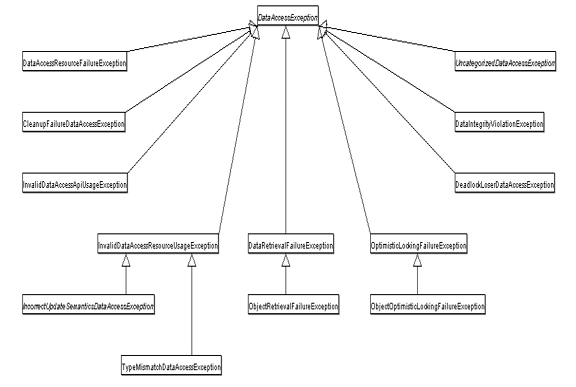 DataAccessException
DataAccessResourceFailureException
UncategorizedDataAccessException
CleanupFailureDataAccessException
DataIntegrityViolationException
InvalidDataAccessApiUsageException
DeadlockLoserDataAccessException
InvalidDataAccessResourceUsageException
DataRetrievalFailureException
OptimisticLockingFailureException
IncorrectUpdateSemanticsDataAccessException
ObjectRetrievalFailureException
ObjectOptimisticLockingFailureException
TypeMismatchDataAccessException